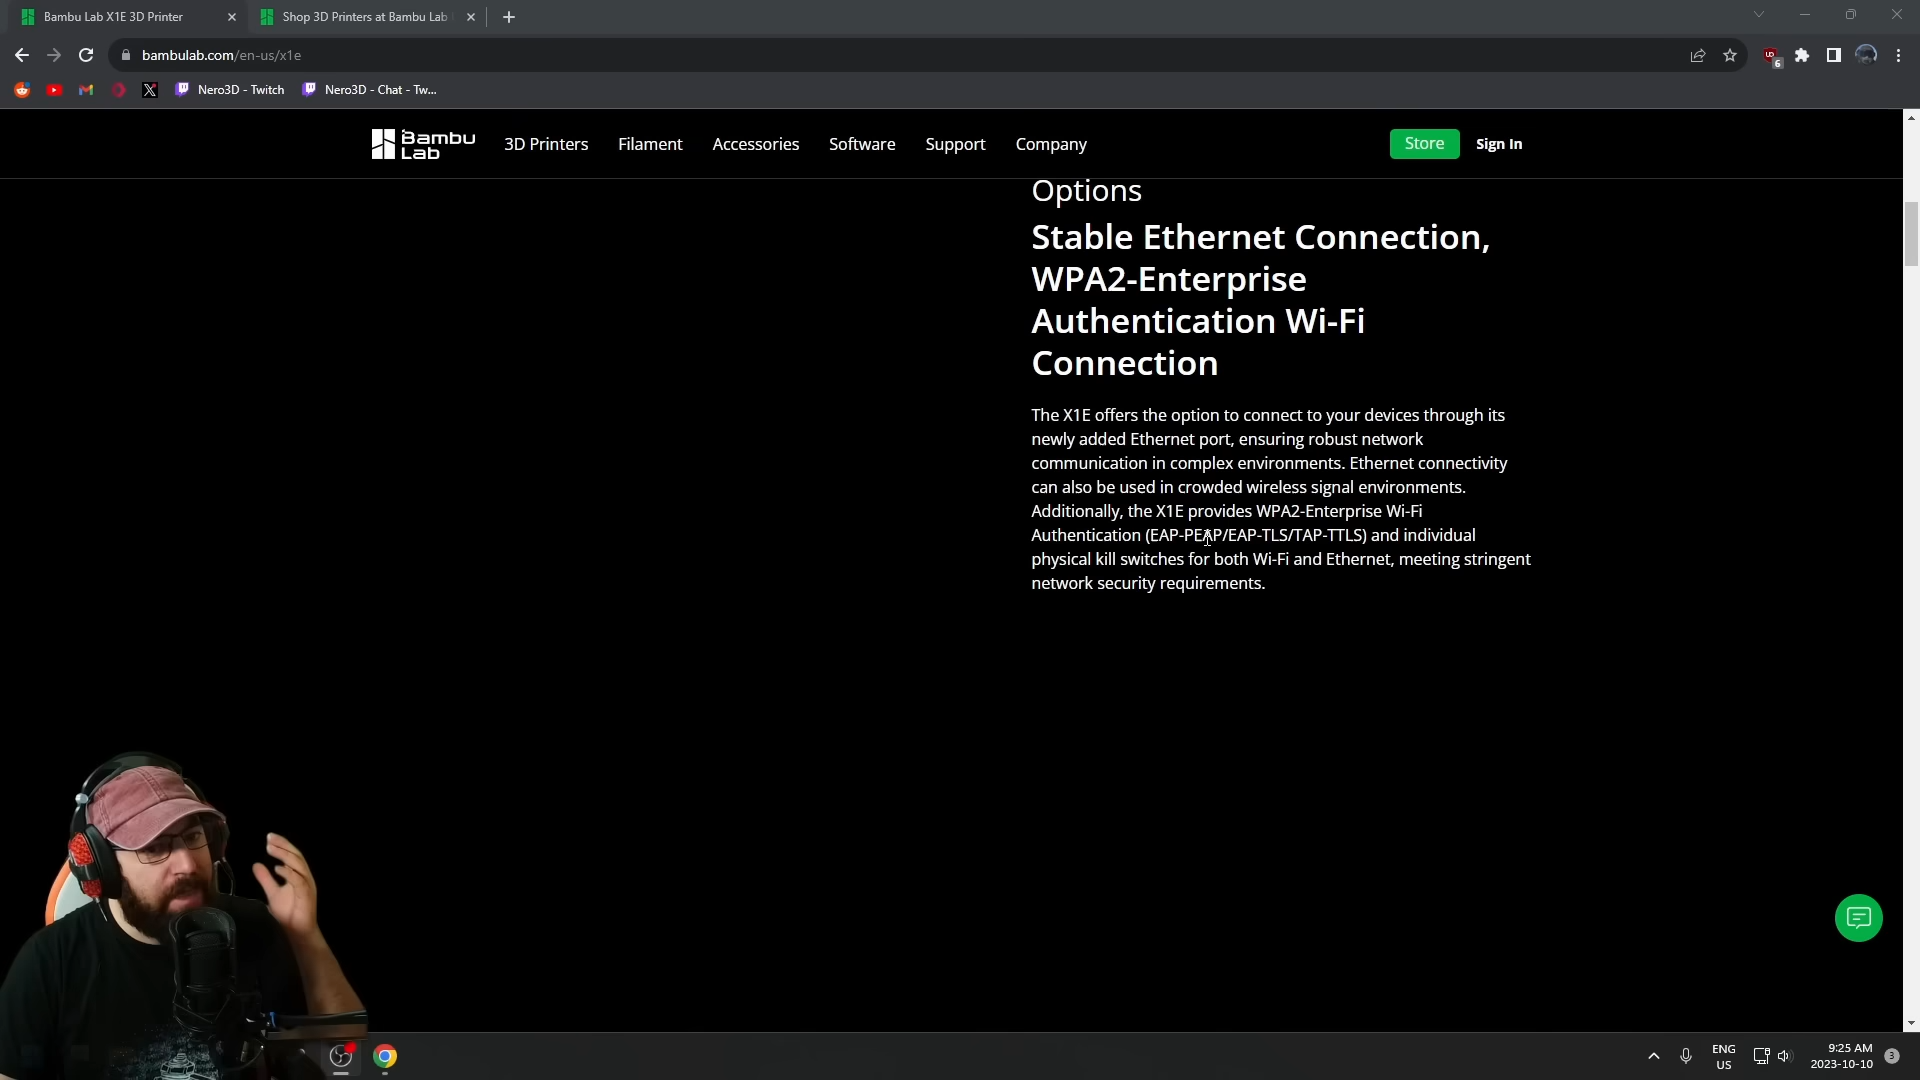 Bambu Lab X1E 3D Printer
Shop 3D Printers at Bambu Lab
bambulab.com/en-us/x1e
6
Nero3D - Twitch
Nero3D - Chat - Tw...
Bambu
Lab
3D Printers
Filament
Accessories
Software
Support
Company
Store
Sign In
Options
Stable Ethernet Connection,
WPA2-Enterprise
Authentication Wi-Fi
Connection
The X1E offers the option to connect to your devices through its
newly added Ethernet port, ensuring robust network
communication in complex environments. Ethernet connectivity
can also be used in crowded wireless signal environments.
Additionally, the X1E provides WPA2-Enterprise Wi-Fi
Authentication (EAP-PEAP/EAP-TLS/TAP-TTLS) and individual
physical kill switches for both Wi-Fi and Ethernet, meeting stringent
network security requirements.
ENG
US
9:25 AM
2023-10-10
3